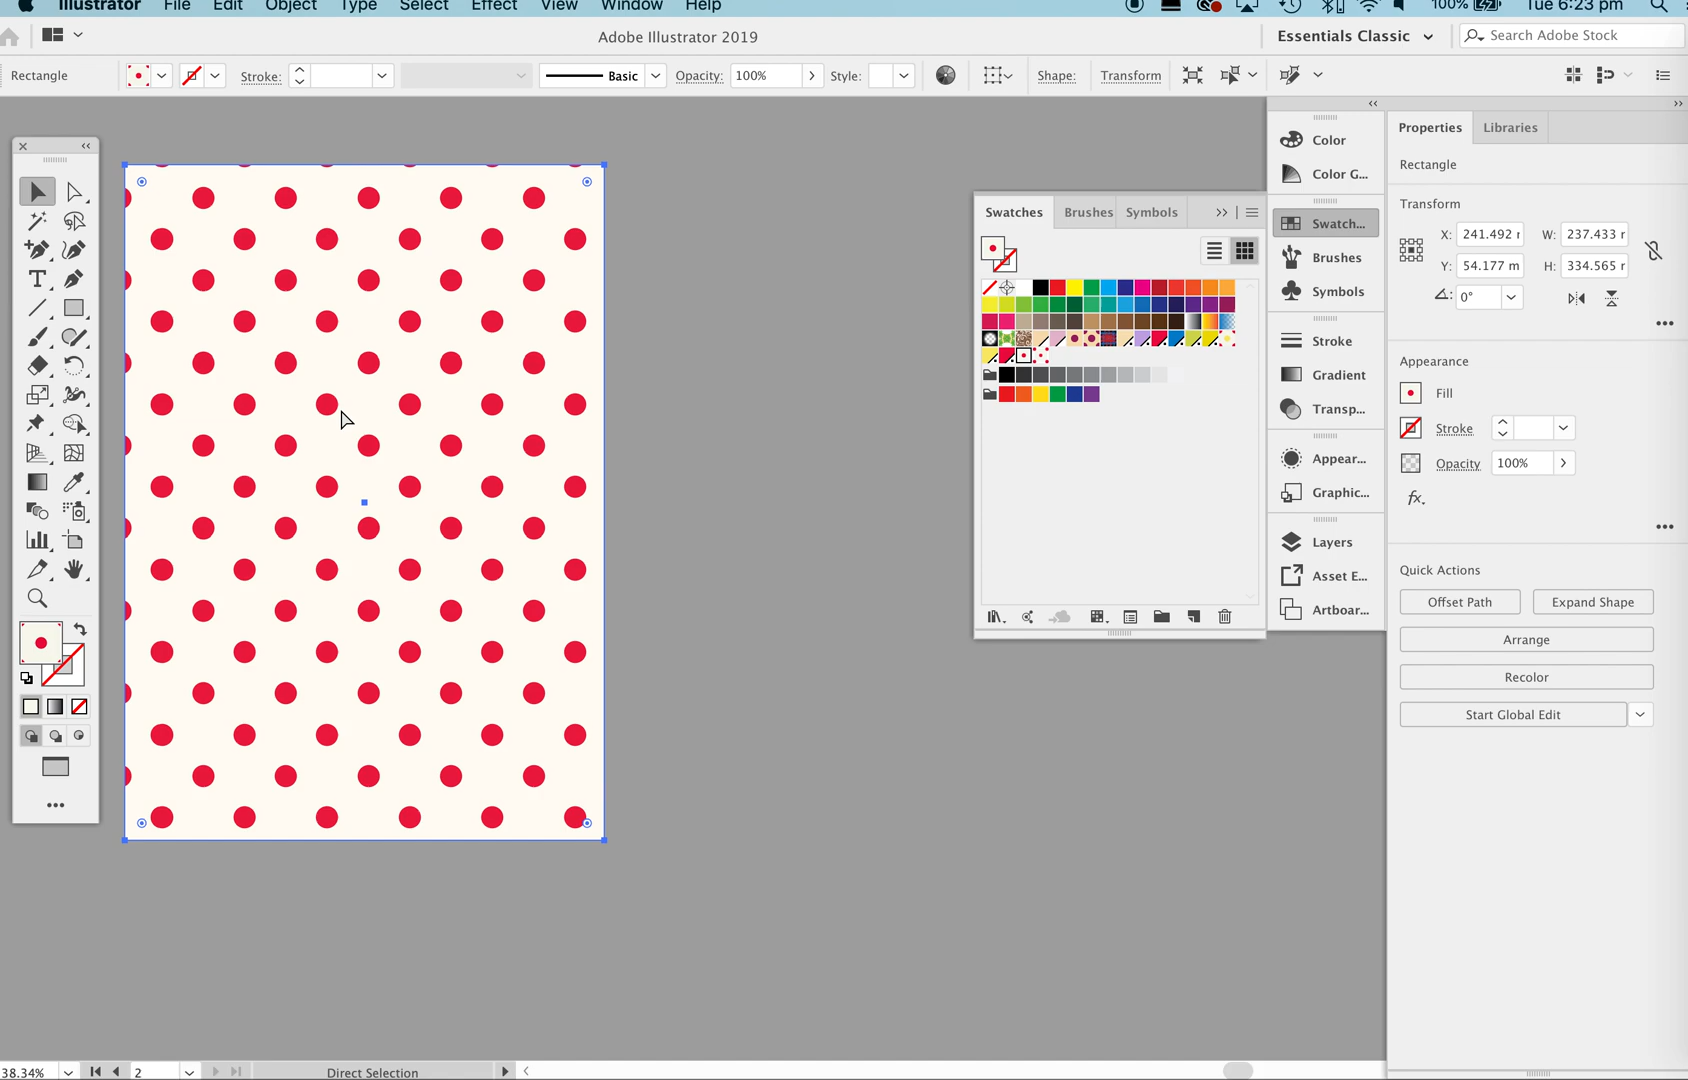 Illustrator File Edit Object Type Select Effect View Window Help 100% Tue 6:23 pm
Adobe Illustrator 2019 Essentials Classic Search Adobe Stock
Rectangle Stroke: Basic Opacity: 100% Style: Shape: Transform
Swatches Brushes Symbols
Color
Color G...
Swatch...
Brushes
Symbols
Stroke
Gradient
Transp...
Appear...
Graphic...
Layers
Asset E...
Artboar...
Properties Libraries
Rectangle
Transform
X: 241.492 r W: 237.433 r
Y: 54.177 m H: 334.565 r
0°
Appearance
Fill
Stroke
Opacity 100%
fx.
Quick Actions
Offset Path Expand Shape
Arrange
Recolor
Start Global Edit
38.34% 2 Direct Selection